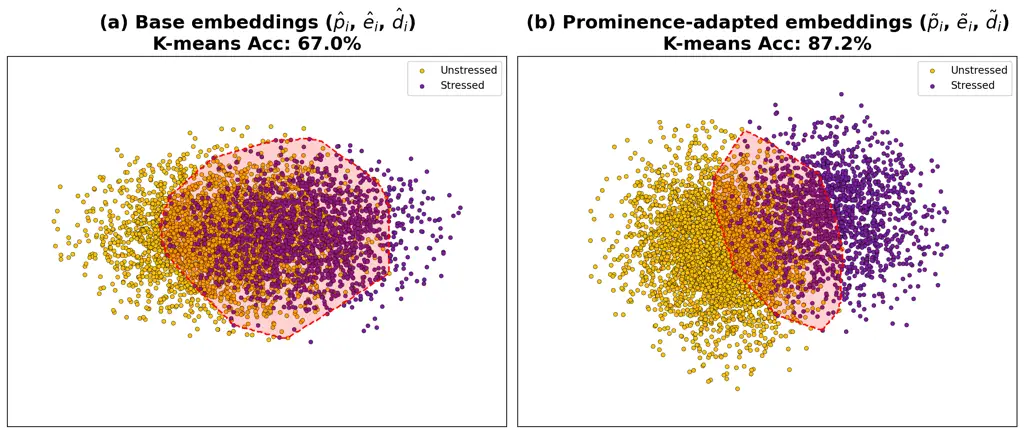 (a) Base embeddings (p̂ᵢ, êᵢ, d̂ᵢ)
K-means Acc: 67.0%
Unstressed
Stressed
(b) Prominence-adapted embeddings (p̃ᵢ, ẽᵢ, d̃ᵢ)
K-means Acc: 87.2%
Unstressed
Stressed